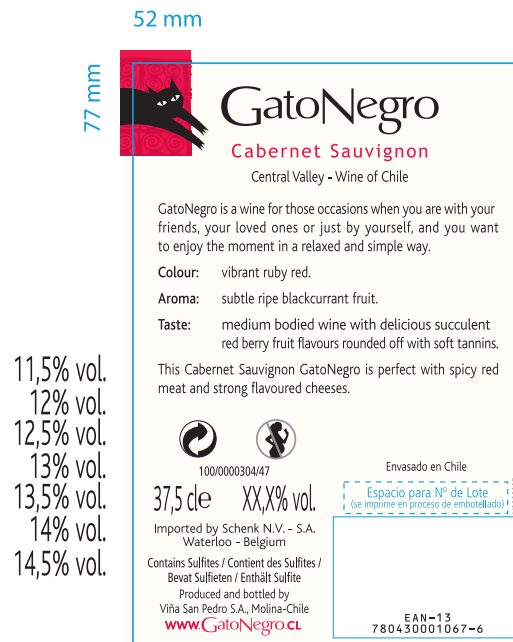 52 mm
77 mm
GatoNegro
Cabernet Sauvignon
Central Valley - Wine of Chile
GatoNegro is a wine for those occasions when you are with your
friends, your loved ones or just by yourself, and you want
to enjoy the moment in a relaxed and simple way.
Colour: vibrant ruby red.
Aroma: subtle ripe blackcurrant fruit.
Taste: medium bodied wine with delicious succulent
red berry fruit flavours rounded off with soft tannins.
This Cabernet Sauvignon GatoNegro is perfect with spicy red
meat and strong flavoured cheeses.
11,5% vol.
12% vol.
12,5% vol.
13% vol.
13,5% vol.
14% vol.
14,5% vol.
100/0000304/47
37,5 cle XX,X% vol.
Imported by Schenk N.V. - S.A.
Waterloo - Belgium
Contains Sulfites / Contient des Sulfites /
Bevat Sulfieten / Enthält Sulfite
Produced and bottled by
Viña San Pedro S.A., Molina-Chile
www.GatoNegro.CL
Envasado en Chile
Espacio para Nº de Lote
(se imprime en proceso de embotellado)
EAN-13
780430001067-6